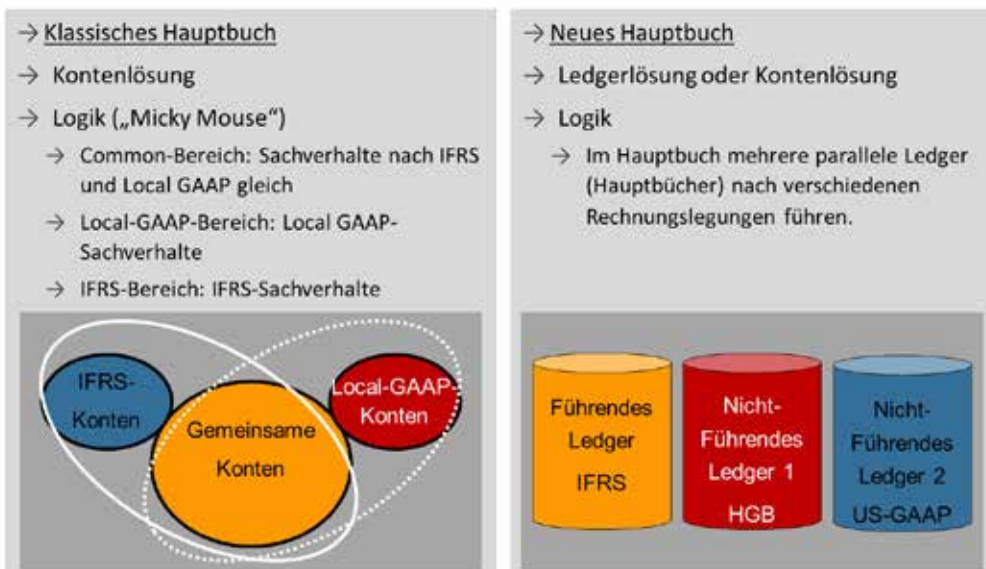 → Klassisches Hauptbuch
→ Kontenlösung
→ Logik („Micky Mouse“)
→ Common-Bereich: Sachverhalte nach IFRS
und Local GAAP gleich
→ Local-GAAP-Bereich: Local GAAP-
Sachverhalte
→ IFRS-Bereich: IFRS-Sachverhalte
IFRS-
Konten
Gemeinsame
Konten
Local-GAAP-
Konten
→ Neues Hauptbuch
→ Ledgerlösung oder Kontenlösung
→ Logik
→ Im Hauptbuch mehrere parallele Ledger
(Hauptbücher) nach verschiedenen
Rechnungslegungen führen.
Führendes
Ledger
IFRS
Nicht-
Führendes
Ledger 1
HGB
Nicht-
Führendes
Ledger 2
US-GAAP